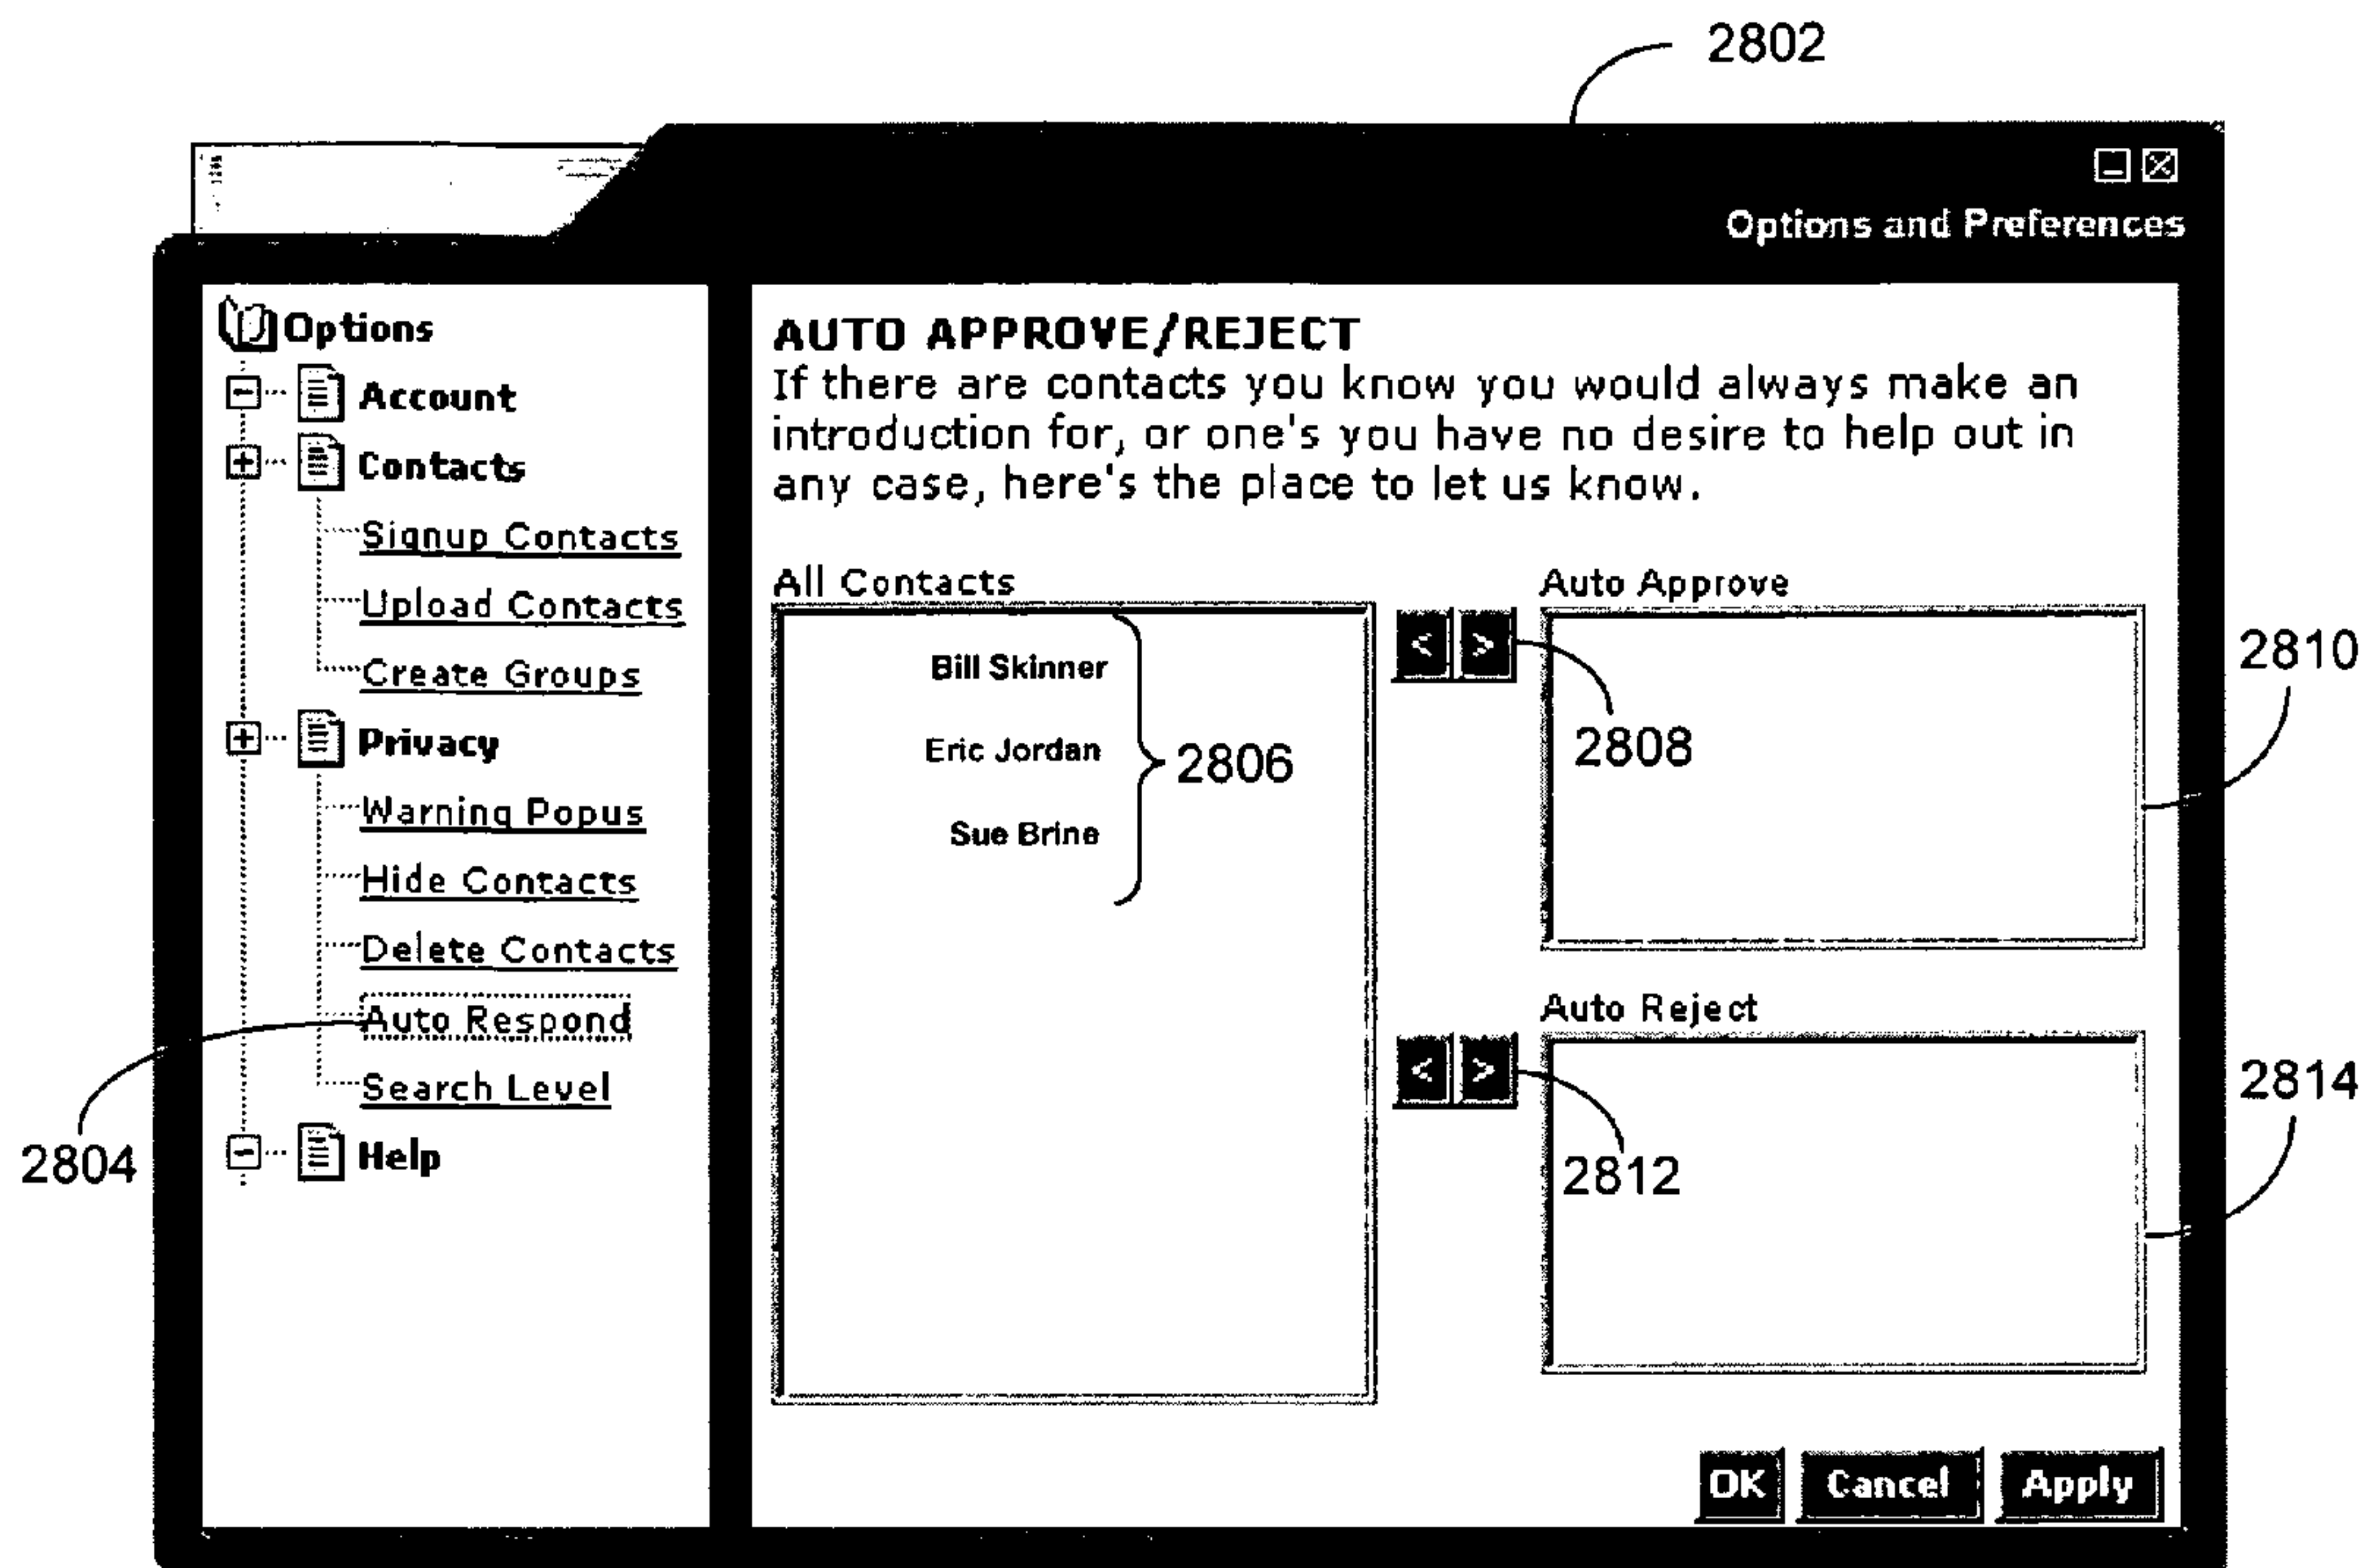 2802
Options and Preferences
Options
Account
Contacts
Signup Contacts
Upload Contacts
Create Groups
Privacy
Warning Popus
Hide Contacts
Delete Contacts
Auto Respond
Search Level
Help
2804
AUTO APPROVE/REJECT
If there are contacts you know you would always make an
introduction for, or one's you have no desire to help out in
any case, here's the place to let us know.
All Contacts
Bill Skinner
Eric Jordan
Sue Brine
2806
< >
2808
Auto Approve
2810
< >
2812
Auto Reject
2814
OK Cancel Apply